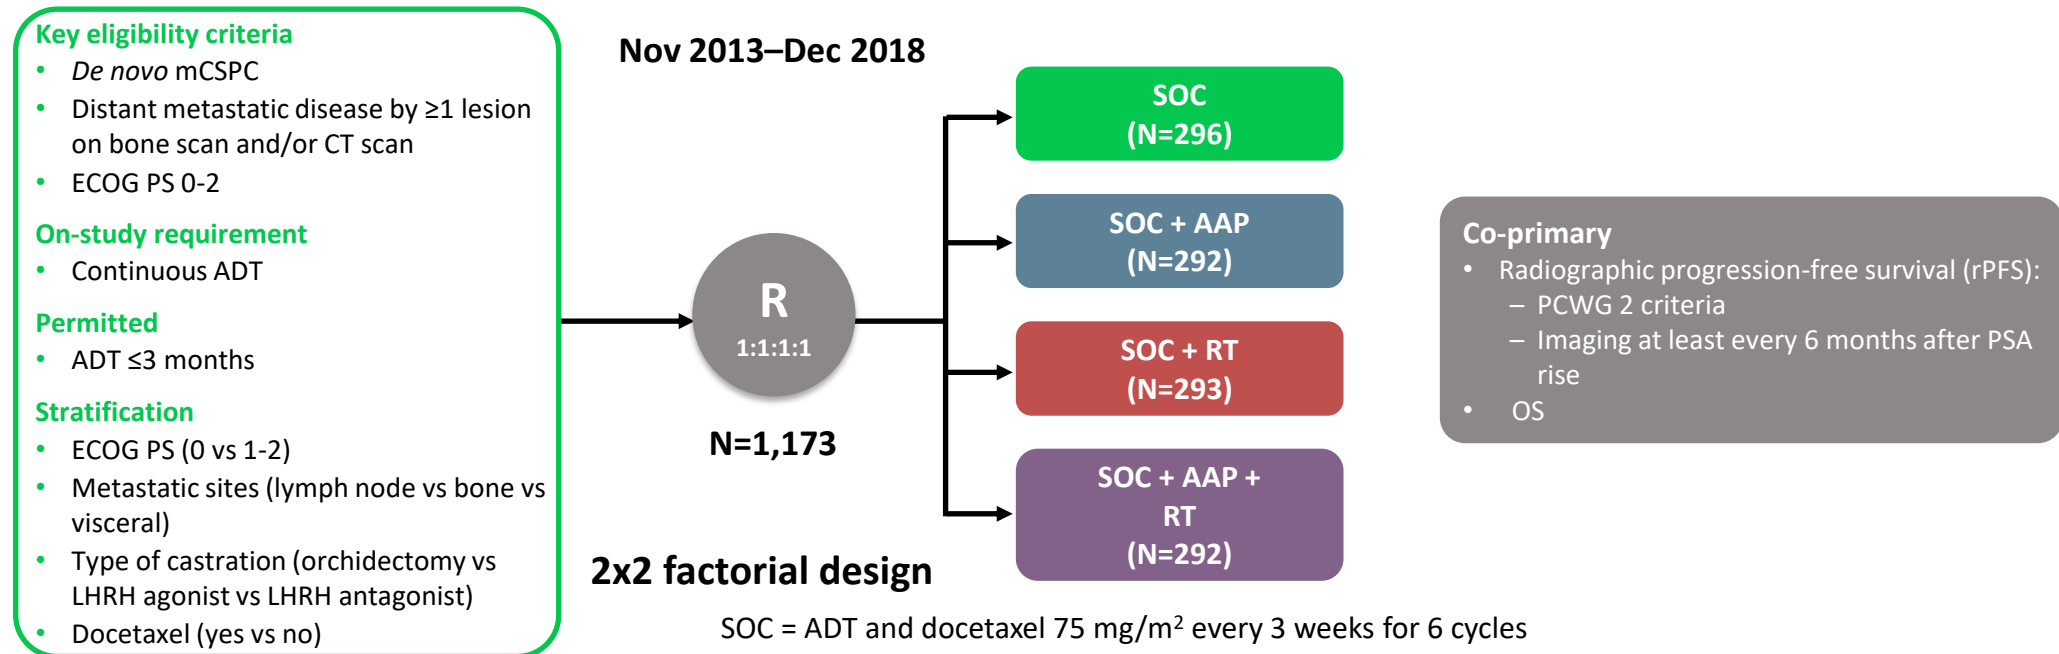 Key eligibility criteria
• De novo mCSPC
• Distant metastatic disease by ≥1 lesion
on bone scan and/or CT scan
• ECOG PS 0-2
On-study requirement
• Continuous ADT
Permitted
• ADT ≤3 months
Stratification
• ECOG PS (0 vs 1-2)
• Metastatic sites (lymph node vs bone vs
visceral)
• Type of castration (orchidectomy vs
LHRH agonist vs LHRH antagonist)
• Docetaxel (yes vs no)
Nov 2013–Dec 2018
R
1:1:1:1
N=1,173
2x2 factorial design
SOC
(N=296)
SOC + AAP
(N=292)
SOC + RT
(N=293)
SOC + AAP +
RT
(N=292)
SOC = ADT and docetaxel 75 mg/m² every 3 weeks for 6 cycles
Co-primary
• Radiographic progression-free survival (rPFS):
– PCWG 2 criteria
– Imaging at least every 6 months after PSA
rise
• OS